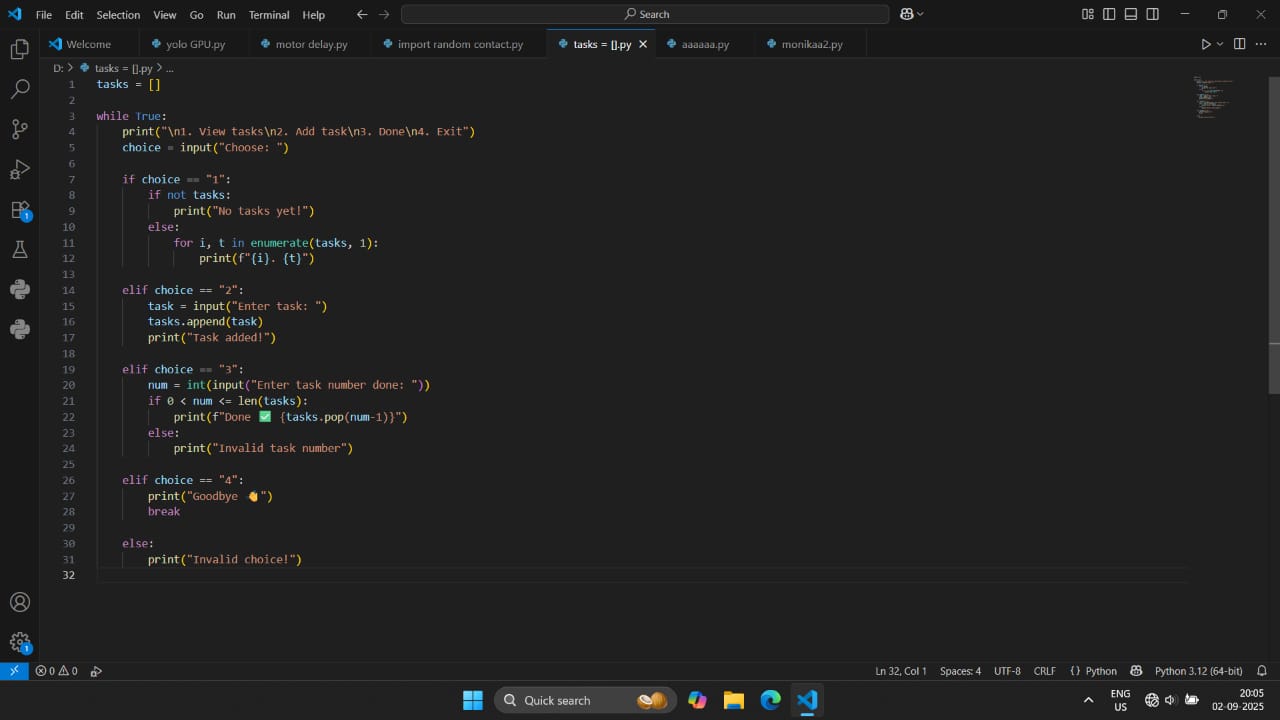 File Edit Selection View Go Run Terminal Help Search
Welcome yolo GPU.py motor delay.py import random contact.py tasks = [].py aaaaaa.py monikaa2.py
D: > tasks = [].py > ...
1 tasks = []
2
3 while True:
4     print("\n1. View tasks\n2. Add task\n3. Done\n4. Exit")
5     choice = input("Choose: ")
6
7     if choice == "1":
8         if not tasks:
9             print("No tasks yet!")
10         else:
11             for i, t in enumerate(tasks, 1):
12                 print(f"{i}. {t}")
13
14     elif choice == "2":
15         task = input("Enter task: ")
16         tasks.append(task)
17         print("Task added!")
18
19     elif choice == "3":
20         num = int(input("Enter task number done: "))
21         if 0 < num <= len(tasks):
22             print(f"Done ✅ {tasks.pop(num-1)}")
23         else:
24             print("Invalid task number")
25
26     elif choice == "4":
27         print("Goodbye 👋")
28         break
29
30     else:
31         print("Invalid choice!")
32
1
1
0 0 Ln 32, Col 1 Spaces: 4 UTF-8 CRLF {} Python Python 3.12 (64-bit)
Quick search
ENG
US
20:05
02-09-2025